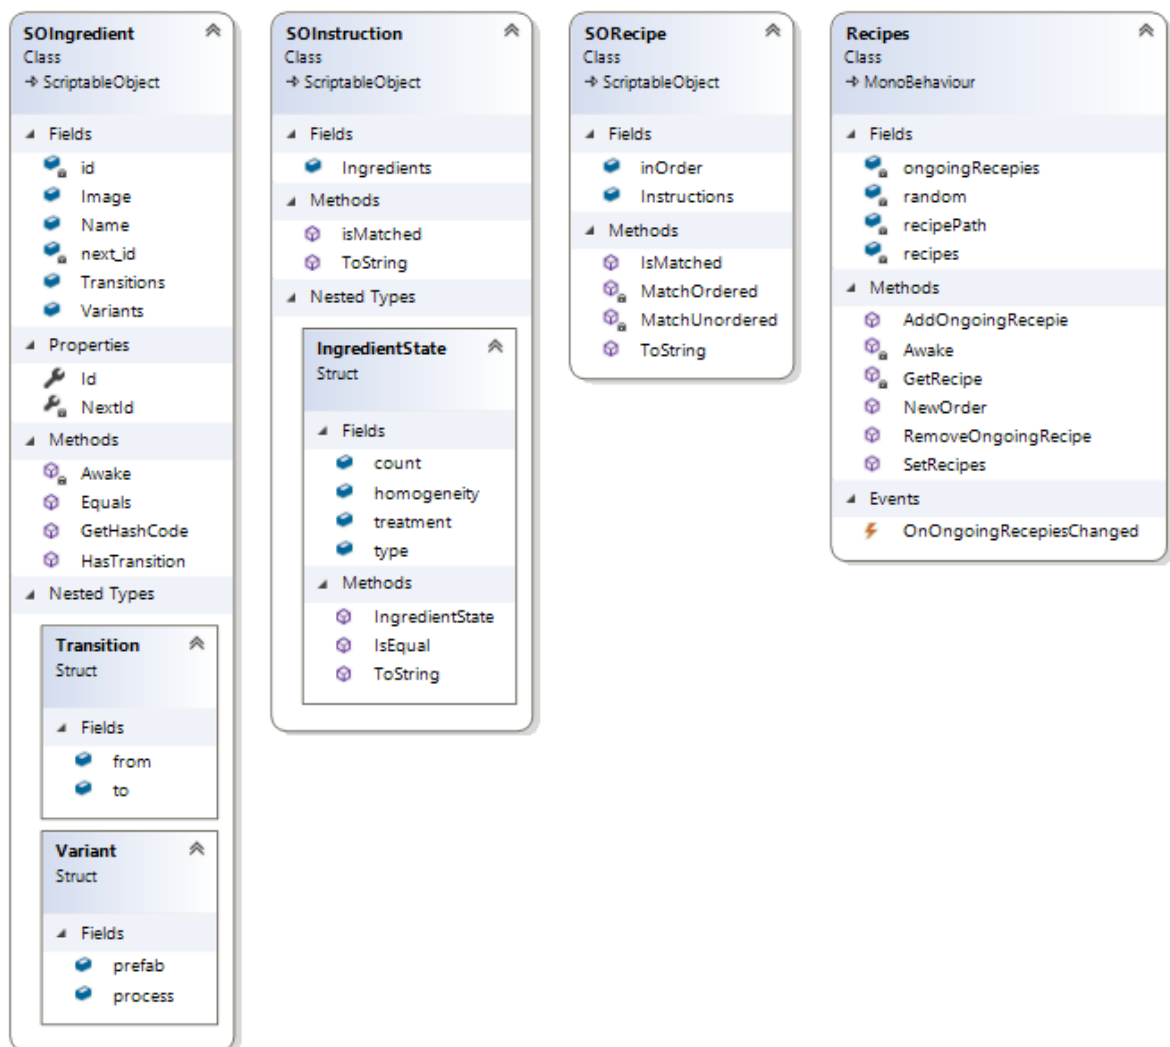 SOIngredient
Class
ScriptableObject
Fields
id
Image
Name
next_id
Transitions
Variants
Properties
Id
NextId
Methods
Awake
Equals
GetHashCode
HasTransition
Nested Types
Transition
Struct
Fields
from
to
Variant
Struct
Fields
prefab
process
SOInstruction
Class
ScriptableObject
Fields
Ingredients
Methods
isMatched
ToString
Nested Types
IngredientState
Struct
Fields
count
homogeneity
treatment
type
Methods
IngredientState
IsEqual
ToString
SORecipe
Class
ScriptableObject
Fields
inOrder
Instructions
Methods
IsMatched
MatchOrdered
MatchUnordered
ToString
Recipes
Class
MonoBehaviour
Fields
ongoingRecepies
random
recipePath
recipes
Methods
AddOngoingRecepie
Awake
GetRecipe
NewOrder
RemoveOngoingRecipe
SetRecipes
Events
OnOngoingRecepiesChanged